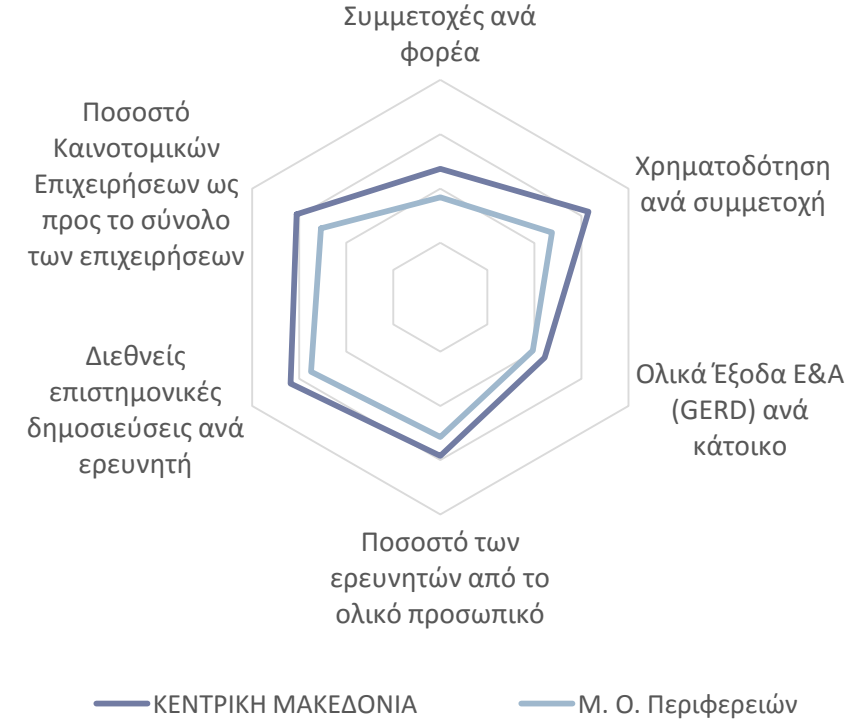 Συμμετοχές ανά
φορέα
Χρηματοδότηση
ανά συμμετοχή
Ολικά Έξοδα Ε&Α
(GERD) ανά
κάτοικο
Ποσοστό των
ερευνητών από το
ολικό προσωπικό
Διεθνείς
επιστημονικές
δημοσιεύσεις ανά
ερευνητή
Ποσοστό
Καινοτομικών
Επιχειρήσεων ως
προς το σύνολο
των επιχειρήσεων
ΚΕΝΤΡΙΚΗ ΜΑΚΕΔΟΝΙΑ
Μ. Ο. Περιφερειών